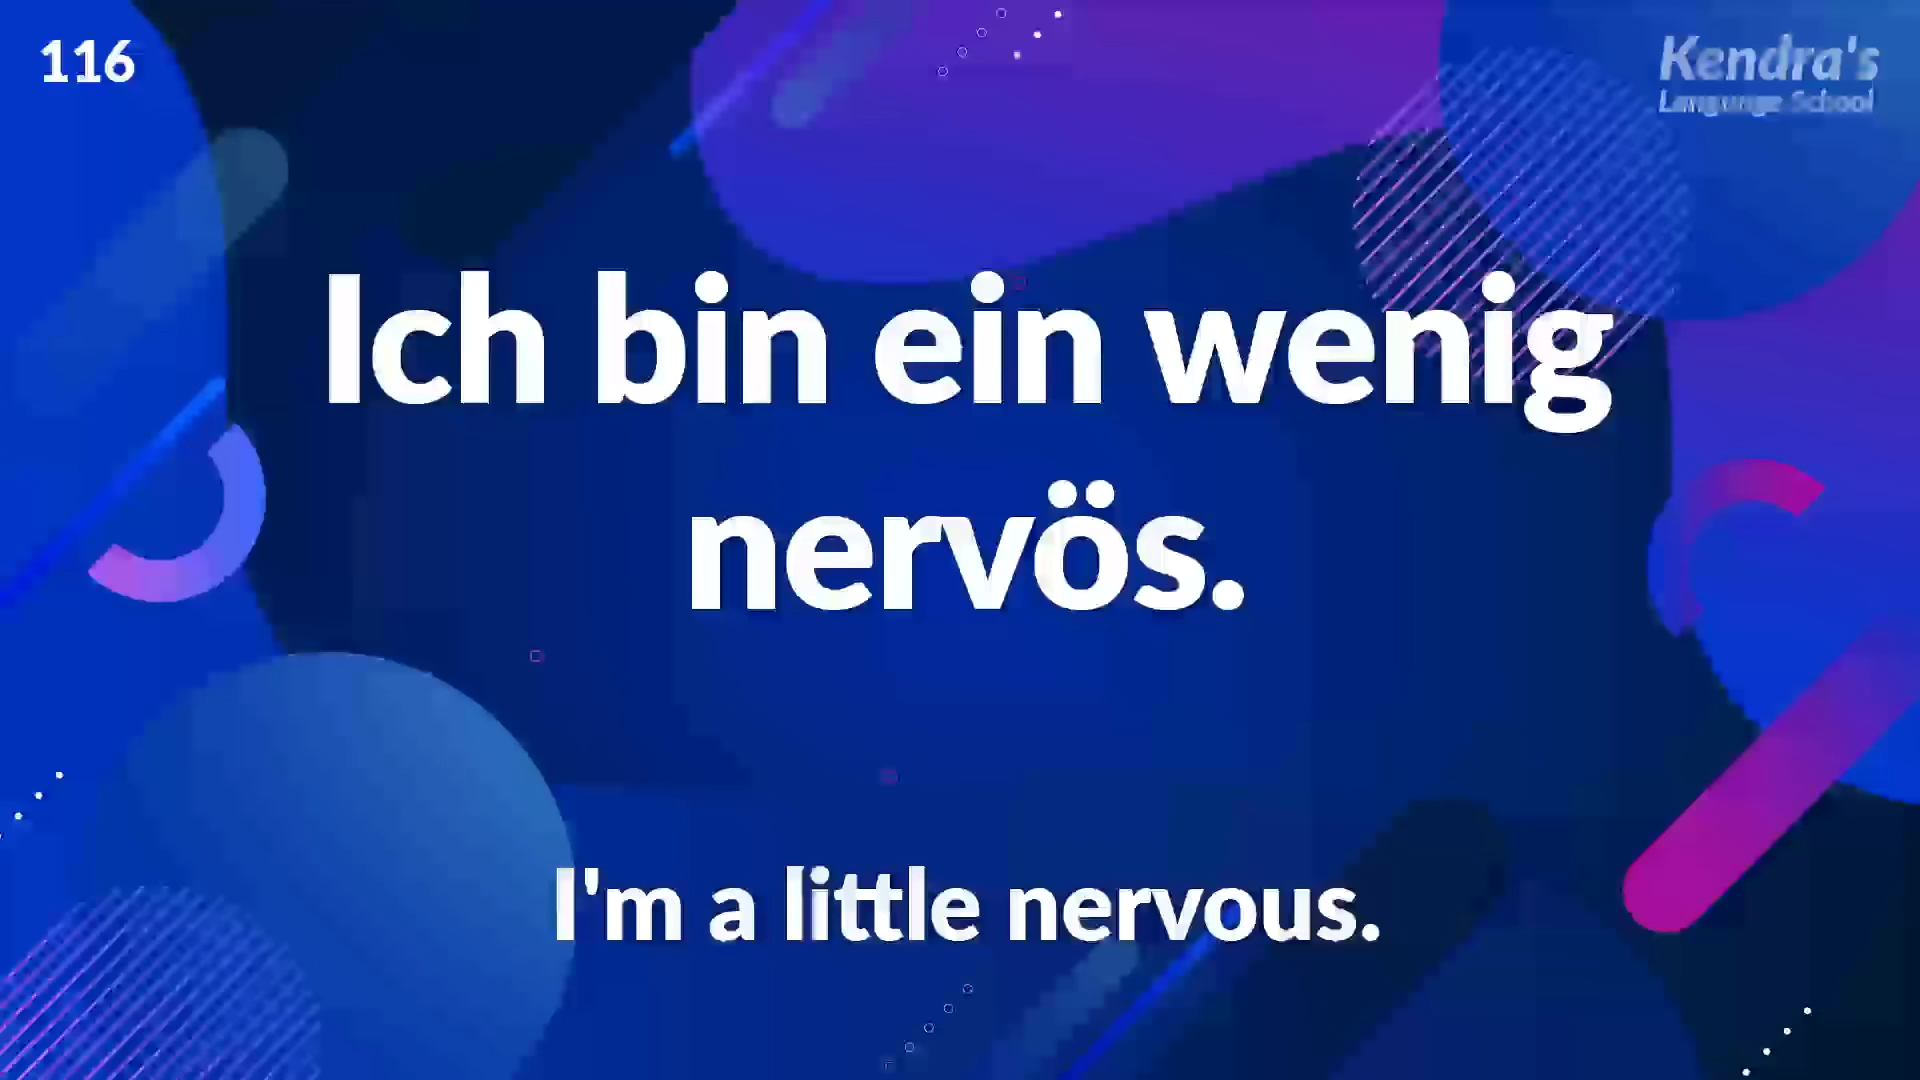 116
Kendra's
Language School
Ich bin ein wenig
nervös.
I'm a little nervous.